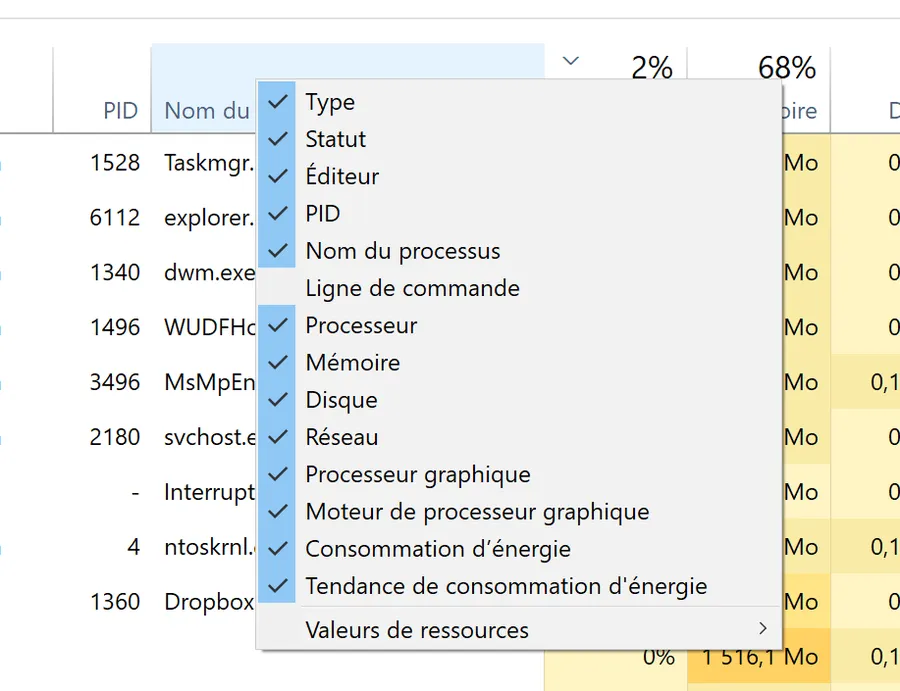 2% 68%
PID Nom du
Type
Statut
Éditeur
PID
Nom du processus
Ligne de commande
Processeur
Mémoire
Disque
Réseau
Processeur graphique
Moteur de processeur graphique
Consommation d’énergie
Tendance de consommation d'énergie
Valeurs de ressources
1528 Taskmgr. Mo 0
6112 explorer. Mo 0
1340 dwm.exe Mo 0
1496 WUDFHo Mo 0
3496 MsMpEn Mo 0,1
2180 svchost.e Mo 0
- Interrupt Mo 0
4 ntoskrnl. Mo 0,1
1360 Dropbox Mo 0
0% 1 516,1 Mo 0,1